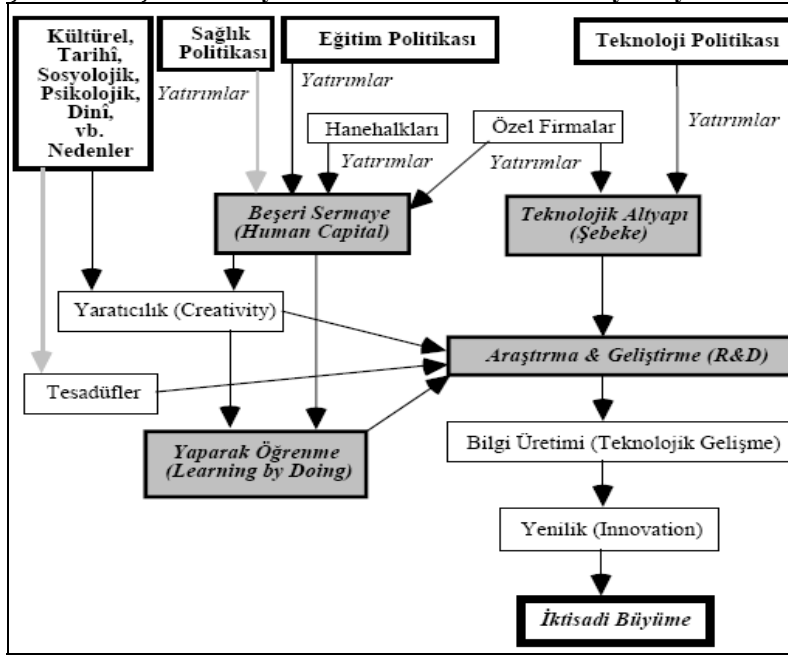 Kültürel,
Tarihî,
Sosyolojik,
Psikolojik,
Dinî,
vb.
Nedenler
Sağlık
Politikası
Eğitim Politikası
Teknoloji Politikası
Yatırımlar
Yatırımlar
Yatırımlar
Hanehalkları
Özel Firmalar
Yatırımlar
Yatırımlar
Beşeri Sermaye
(Human Capital)
Teknolojik Altyapı
(Şebeke)
Yaratıcılık (Creativity)
Araştırma & Geliştirme (R&D)
Tesadüfler
Yaparak Öğrenme
(Learning by Doing)
Bilgi Üretimi (Teknolojik Gelişme)
Yenilik (Innovation)
İktisadi Büyüme